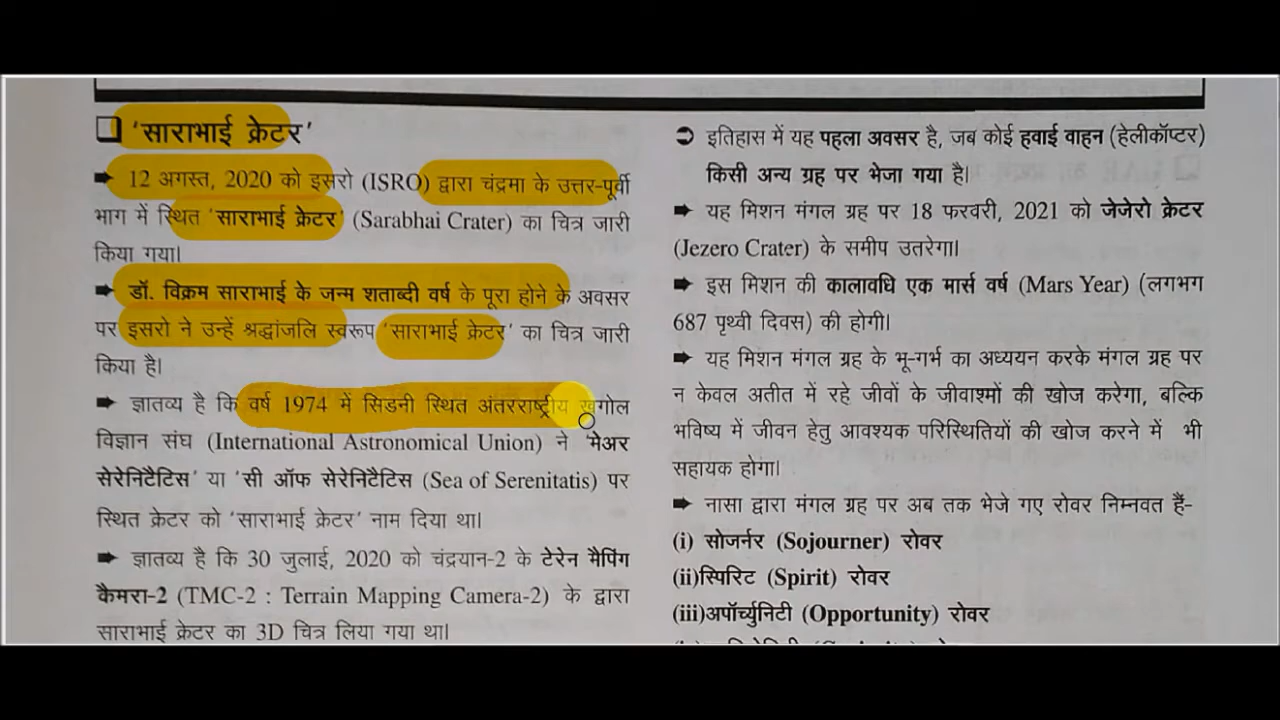 ❑ ‘साराभाई क्रेटर’
➡ 12 अगस्त, 2020 को इसरो (ISRO) द्वारा चंद्रमा के उत्तर-पूर्वी
भाग में स्थित ‘साराभाई क्रेटर’ (Sarabhai Crater) का चित्र जारी
किया गया।
➡ डॉ. विक्रम साराभाई के जन्म शताब्दी वर्ष के पूरा होने के अवसर
पर इसरो ने उन्हें श्रद्धांजलि स्वरूप ‘साराभाई क्रेटर’ का चित्र जारी
किया है।
➡ ज्ञातव्य है कि वर्ष 1974 में सिडनी स्थित अंतरराष्ट्रीय खगोल
विज्ञान संघ (International Astronomical Union) ने ‘मेअर
सेरेनिटैटिस’ या ‘सी ऑफ सेरेनिटैटिस (Sea of Serenitatis) पर
स्थित क्रेटर को ‘साराभाई क्रेटर’ नाम दिया था।
➡ ज्ञातव्य है कि 30 जुलाई, 2020 को चंद्रयान-2 के टेरेन मैपिंग
कैमरा-2 (TMC-2 : Terrain Mapping Camera-2) के द्वारा
साराभाई क्रेटर का 3D चित्र लिया गया था।
➲ इतिहास में यह पहला अवसर है, जब कोई हवाई वाहन (हेलीकॉप्टर)
किसी अन्य ग्रह पर भेजा गया है।
➡ यह मिशन मंगल ग्रह पर 18 फरवरी, 2021 को जेजेरो क्रेटर
(Jezero Crater) के समीप उतरेगा।
➡ इस मिशन की कालावधि एक मार्स वर्ष (Mars Year) (लगभग
687 पृथ्वी दिवस) की होगी।
➡ यह मिशन मंगल ग्रह के भू-गर्भ का अध्ययन करके मंगल ग्रह पर
न केवल अतीत में रहे जीवों के जीवाश्मों की खोज करेगा, बल्कि
भविष्य में जीवन हेतु आवश्यक परिस्थितियों की खोज करने में भी
सहायक होगा।
➡ नासा द्वारा मंगल ग्रह पर अब तक भेजे गए रोवर निम्नवत हैं-
(i) सोजर्नर (Sojourner) रोवर
(ii)स्पिरिट (Spirit) रोवर
(iii)अपॉर्च्युनिटी (Opportunity) रोवर